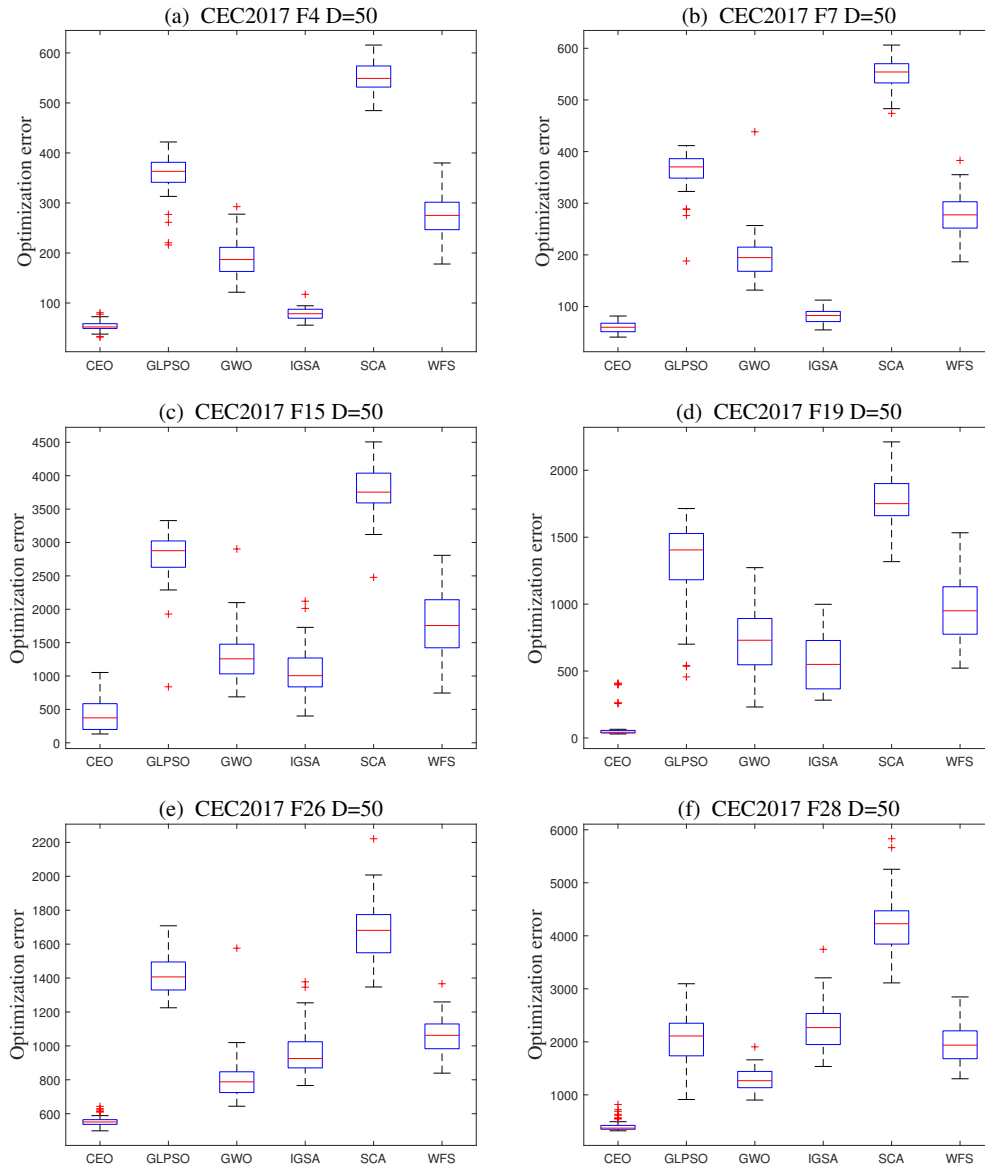 (a) CEC2017 F4 D=50
Optimization error
600
500
400
300
200
100
CEO GLPSO GWO IGSA SCA WFS
(b) CEC2017 F7 D=50
Optimization error
600
500
400
300
200
100
0
CEO GLPSO GWO IGSA SCA WFS
(c) CEC2017 F15 D=50
Optimization error
4500
4000
3500
3000
2500
2000
1500
1000
500
0
CEO GLPSO GWO IGSA SCA WFS
(d) CEC2017 F19 D=50
Optimization error
2000
1500
1000
500
0
CEO GLPSO GWO IGSA SCA WFS
(e) CEC2017 F26 D=50
Optimization error
2200
2000
1800
1600
1400
1200
1000
800
600
CEO GLPSO GWO IGSA SCA WFS
(f) CEC2017 F28 D=50
Optimization error
6000
5000
4000
3000
2000
1000
CEO GLPSO GWO IGSA SCA WFS